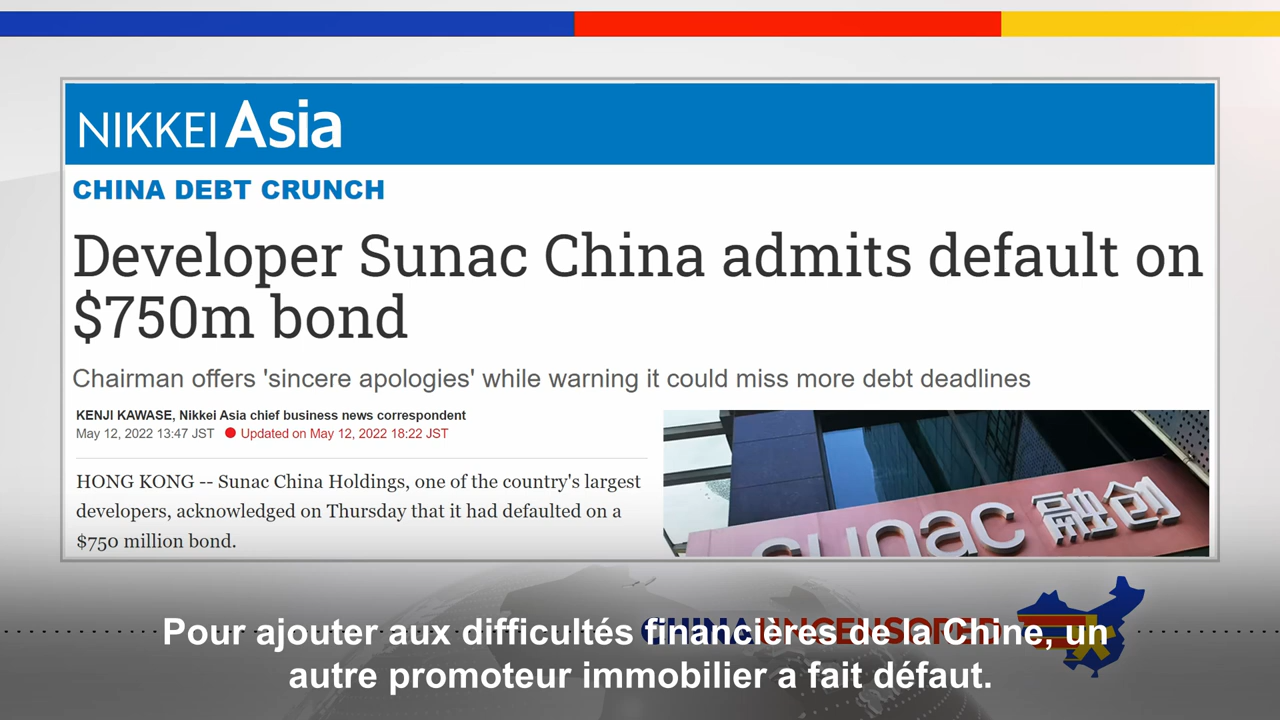 NIKKEI Asia
CHINA DEBT CRUNCH
Developer Sunac China admits default on
$750m bond
Chairman offers 'sincere apologies' while warning it could miss more debt deadlines
KENJI KAWASE, Nikkei Asia chief business news correspondent
May 12, 2022 13:47 JST Updated on May 12, 2022 18:22 JST
HONG KONG -- Sunac China Holdings, one of the country's largest
developers, acknowledged on Thursday that it had defaulted on a
$750 million bond.
sunac 融创
CHINA UNCENSORED
Pour ajouter aux difficultés financières de la Chine, un
autre promoteur immobilier a fait défaut.